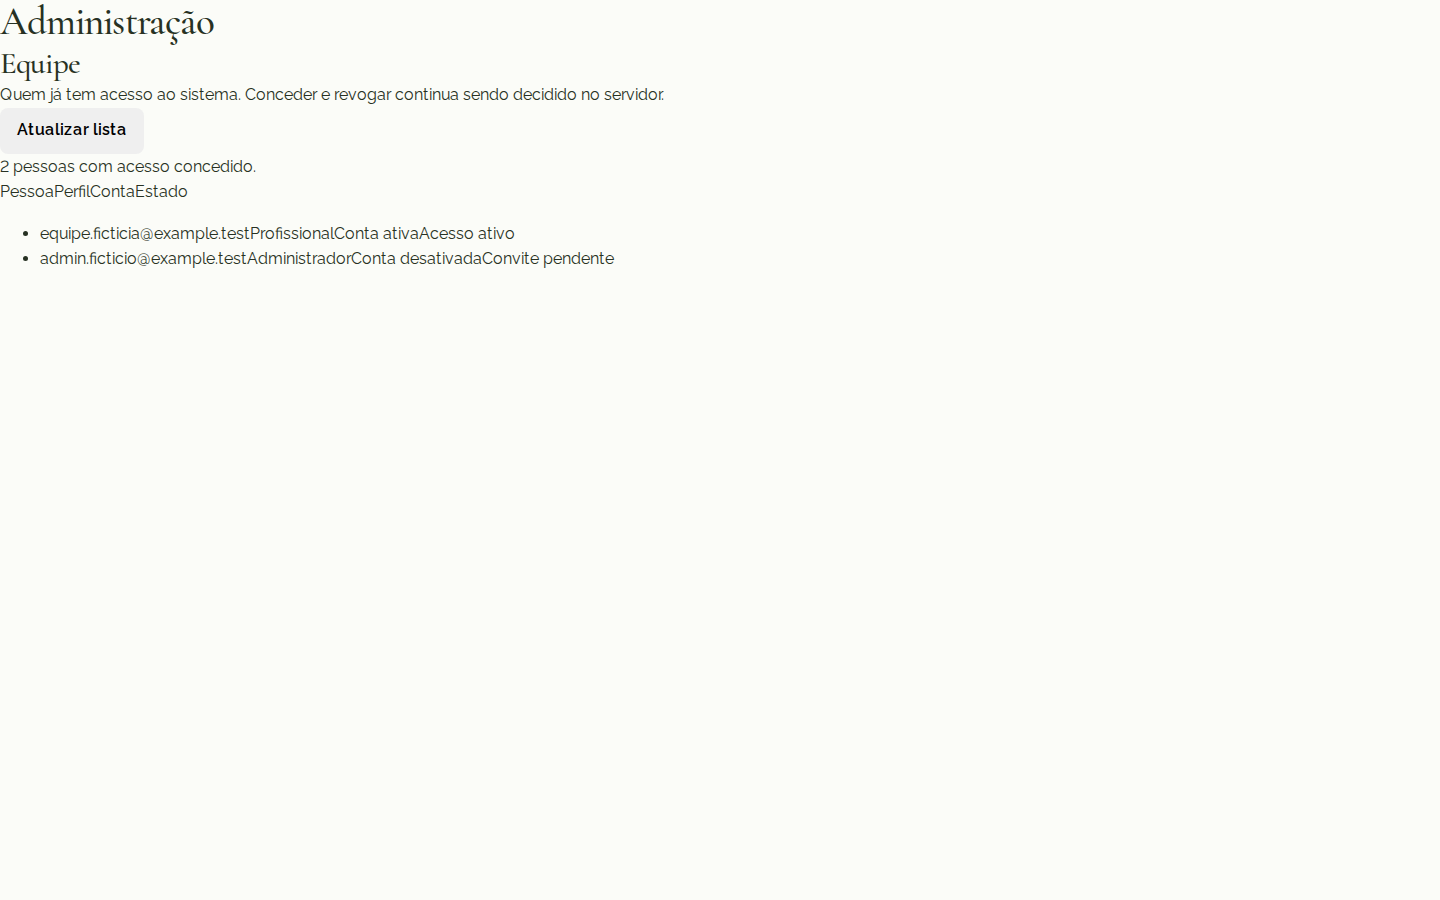 Administração
Equipe
Quem já tem acesso ao sistema. Conceder e revogar continua sendo decidido no servidor.
Atualizar lista
2 pessoas com acesso concedido.
PessoaPerfilContaEstado
• equipe.ficticia@example.testProfissionalConta ativaAcesso ativo
• admin.ficticio@example.testAdministradorConta desativadaConvite pendente